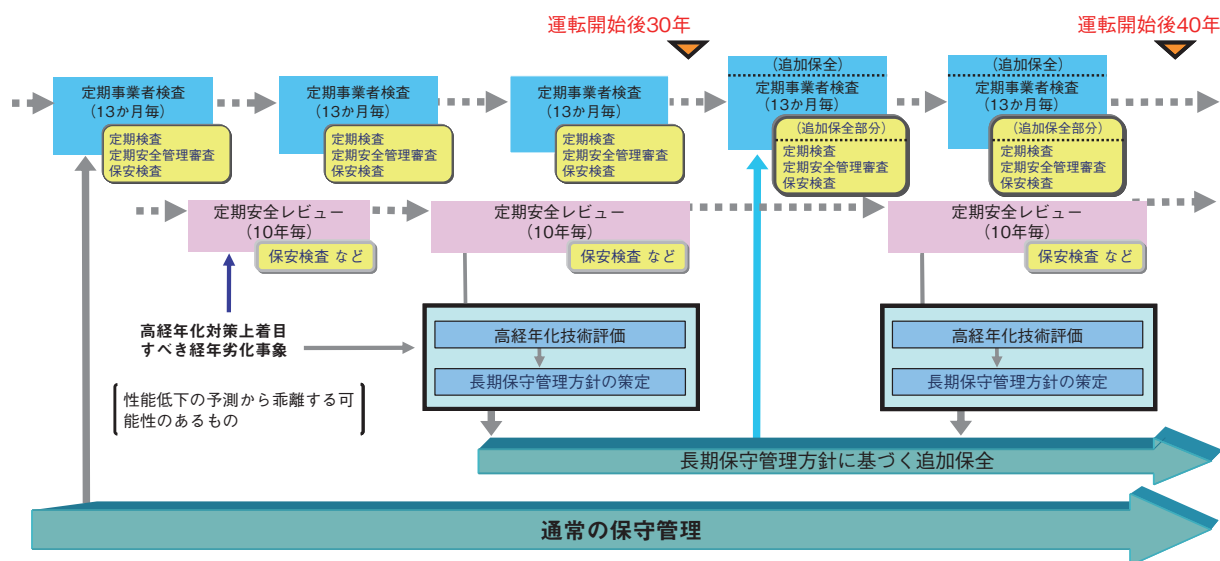 運転開始後30年
運転開始後40年
定期事業者検査
(13か月毎)
定期検査
定期安全管理審査
保安検査
定期事業者検査
(13か月毎)
定期検査
定期安全管理審査
保安検査
定期事業者検査
(13か月毎)
定期検査
定期安全管理審査
保安検査
(追加保全)
定期事業者検査
(13か月毎)
(追加保全部分)
定期検査
定期安全管理審査
保安検査
(追加保全)
定期事業者検査
(13か月毎)
(追加保全部分)
定期検査
定期安全管理審査
保安検査
定期安全レビュー
(10年毎)
保安検査 など
定期安全レビュー
(10年毎)
保安検査 など
定期安全レビュー
(10年毎)
保安検査 など
高経年化対策上着目
すべき経年劣化事象
性能低下の予測から乖離する可
能性のあるもの
高経年化技術評価
長期保守管理方針の策定
高経年化技術評価
長期保守管理方針の策定
長期保守管理方針に基づく追加保全
通常の保守管理